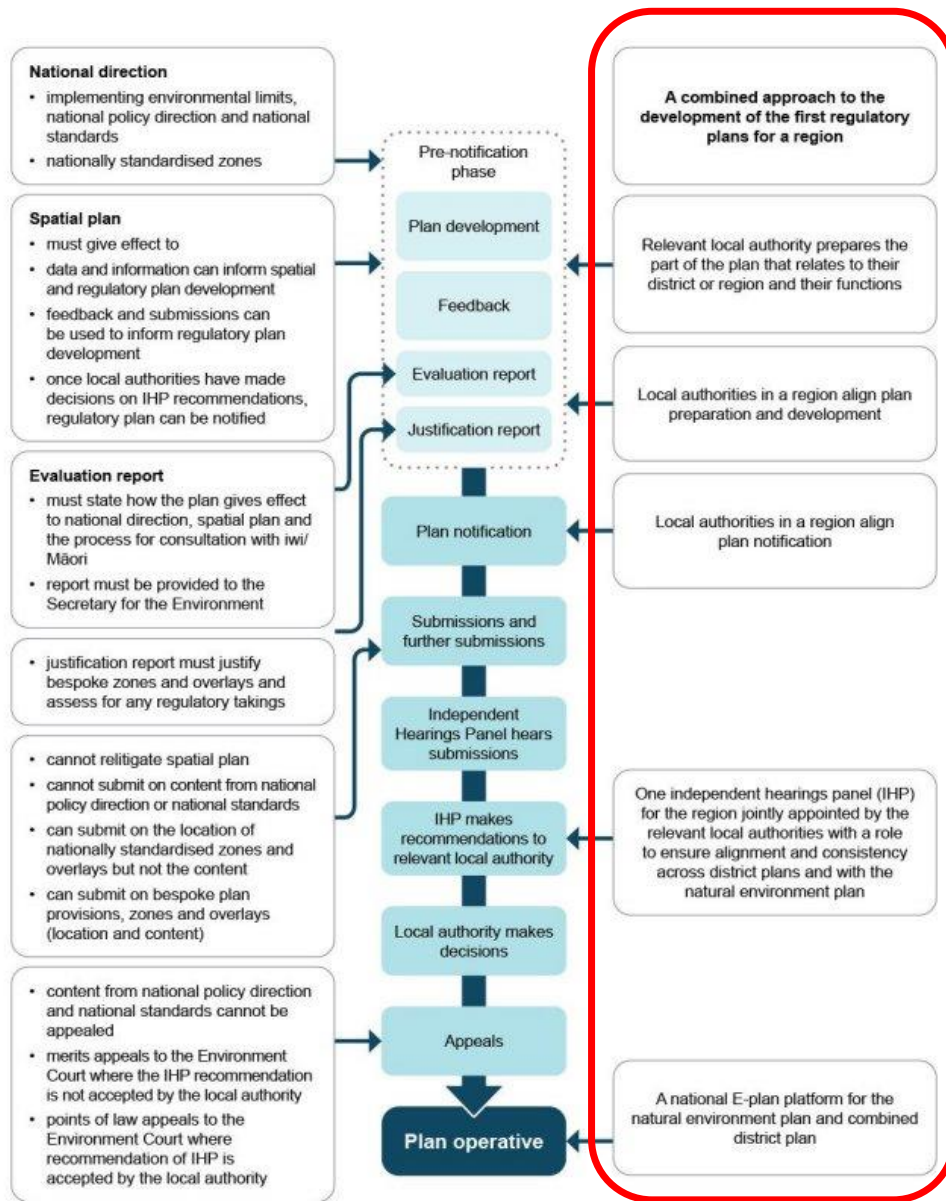 National direction
• implementing environmental limits,
national policy direction and national
standards
• nationally standardised zones
Spatial plan
• must give effect to
• data and information can inform spatial
and regulatory plan development
• feedback and submissions can
be used to inform regulatory plan
development
• once local authorities have made
decisions on IHP recommendations,
regulatory plan can be notified
Evaluation report
• must state how the plan gives effect
to national direction, spatial plan and
the process for consultation with iwi/
Māori
• report must be provided to the
Secretary for the Environment
• justification report must justify
bespoke zones and overlays and
assess for any regulatory takings
• cannot relitigate spatial plan
• cannot submit on content from national
policy direction or national standards
• can submit on the location of
nationally standardised zones and
overlays but not the content
• can submit on bespoke plan
provisions, zones and overlays
(location and content)
• content from national policy direction
and national standards cannot be
appealed
• merits appeals to the Environment
Court where the IHP recommendation
is not accepted by the local authority
• points of law appeals to the
Environment Court where
recommendation of IHP is
accepted by the local authority
Pre-notification
phase
Plan development
Feedback
Evaluation report
Justification report
Plan notification
Submissions and
further submissions
Independent
Hearings Panel hears
submissions
IHP makes
recommendations to
relevant local authority
Local authority makes
decisions
Appeals
Plan operative
A combined approach to the
development of the first regulatory
plans for a region
Relevant local authority prepares the
part of the plan that relates to their
district or region and their functions
Local authorities in a region align plan
preparation and development
Local authorities in a region align
plan notification
One independent hearings panel (IHP)
for the region jointly appointed by the
relevant local authorities with a role
to ensure alignment and consistency
across district plans and with the
natural environment plan
A national E-plan platform for the
natural environment plan and combined
district plan